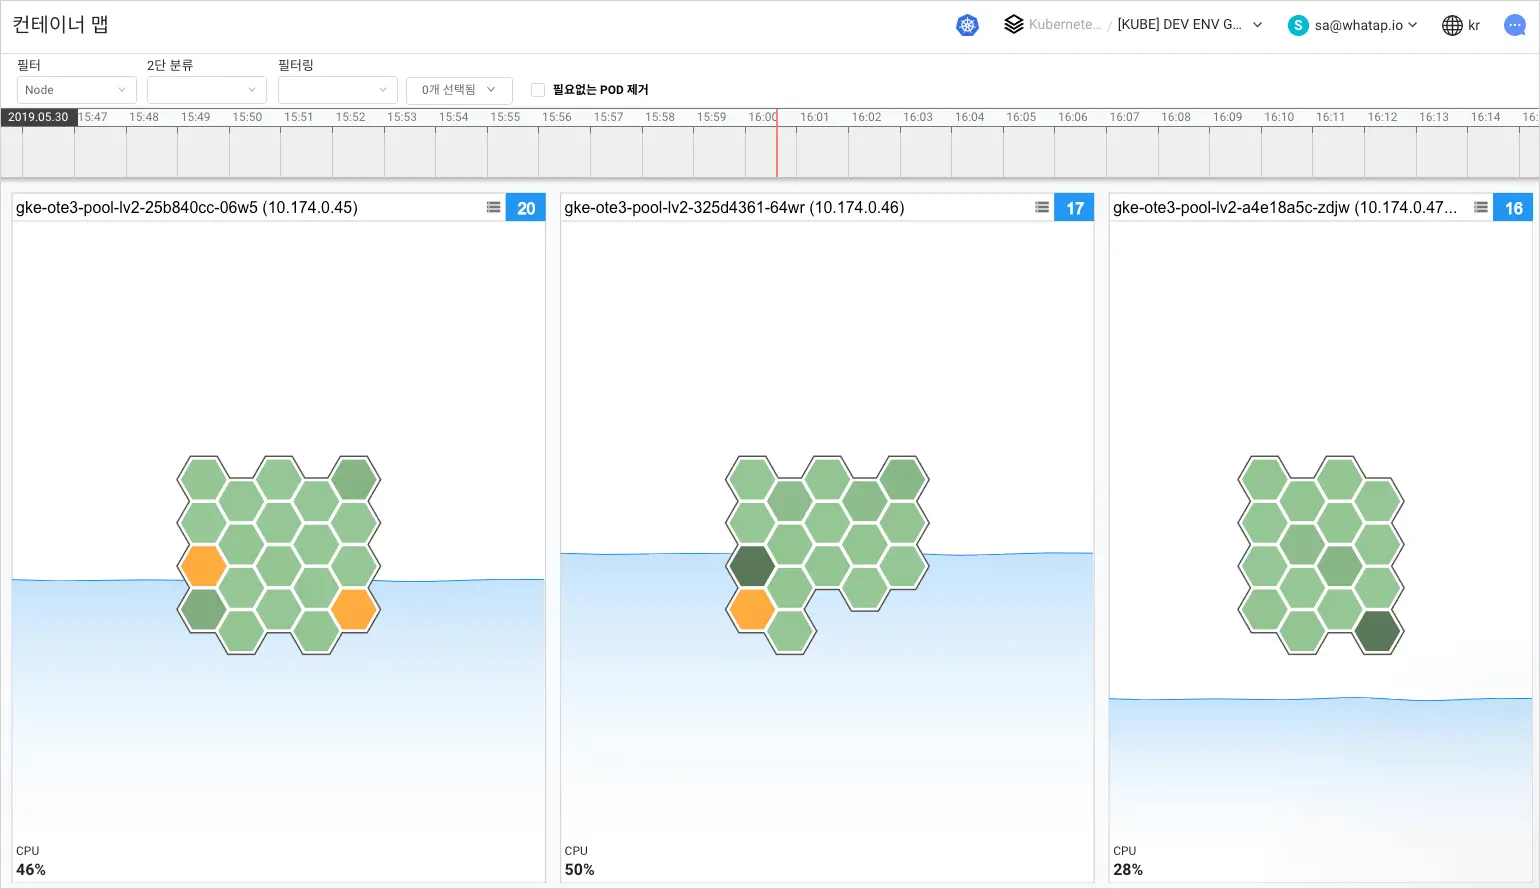 컨테이너 맵
Kubernete... / [KUBE] DEV ENV G...
S sa@whatap.io
kr
필터 2단 분류 필터링
Node 0개 선택됨 필요없는 POD 제거
2019.05.30 15:47 15:48 15:49 15:50 15:51 15:52 15:53 15:54 15:55 15:56 15:57 15:58 15:59 16:00 16:01 16:02 16:03 16:04 16:05 16:06 16:07 16:08 16:09 16:10 16:11 16:12 16:13 16:14 16:
gke-ote3-pool-lv2-25b840cc-06w5 (10.174.0.45) 20
gke-ote3-pool-lv2-325d4361-64wr (10.174.0.46) 17
gke-ote3-pool-lv2-a4e18a5c-zdjw (10.174.0.47... 16
CPU
46%
CPU
50%
CPU
28%